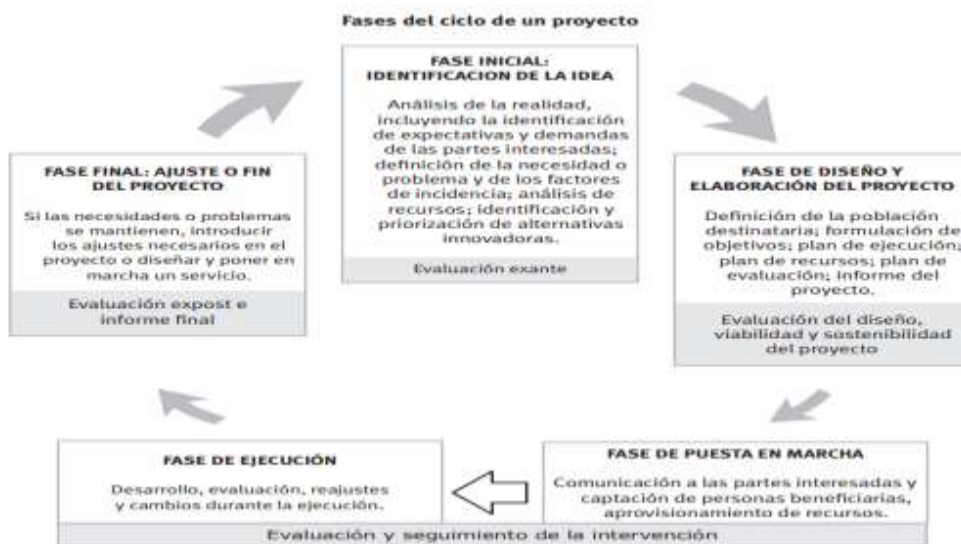 Fases del ciclo de un proyecto
FASE INICIAL:
IDENTIFICACION DE LA IDEA
Análisis de la realidad,
incluyendo la identificación
de expectativas y demandas
de las partes interesadas;
definición de la necesidad o
problema y de los factores
de incidencia; análisis de
recursos; identificación y
priorización de alternativas
innovadoras.
Evaluación exante
FASE DE DISEÑO Y
ELABORACIÓN DEL PROYECTO
Definición de la población
destinataria; formulación de
objetivos; plan de ejecución;
plan de recursos; plan de
evaluación; informe del
proyecto.
Evaluación del diseño,
viabilidad y sostenibilidad
del proyecto
FASE DE PUESTA EN MARCHA
Comunicación a las partes interesadas y
captación de personas beneficiarias,
aprovisionamiento de recursos.
FASE DE EJECUCIÓN
Desarrollo, evaluación, reajustes
y cambios durante la ejecución.
Evaluación y seguimiento de la intervención
FASE FINAL: AJUSTE O FIN
DEL PROYECTO
Si las necesidades o problemas
se mantienen, introducir
los ajustes necesarios en el
proyecto o diseñar y poner en
marcha un servicio.
Evaluación expost e
informe final